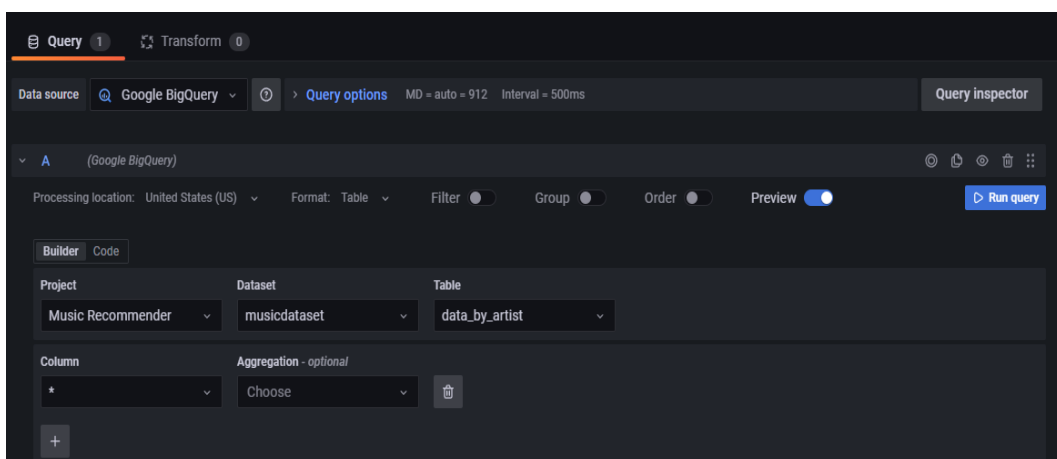 Query 1 Transform 0
Data source Google BigQuery Query options MD = auto = 912 Interval = 500ms Query inspector
A (Google BigQuery)
Processing location: United States (US) Format: Table Filter Group Order Preview Run query
Builder Code
Project Dataset Table
Music Recommender musicdataset data_by_artist
Column Aggregation - optional
* Choose